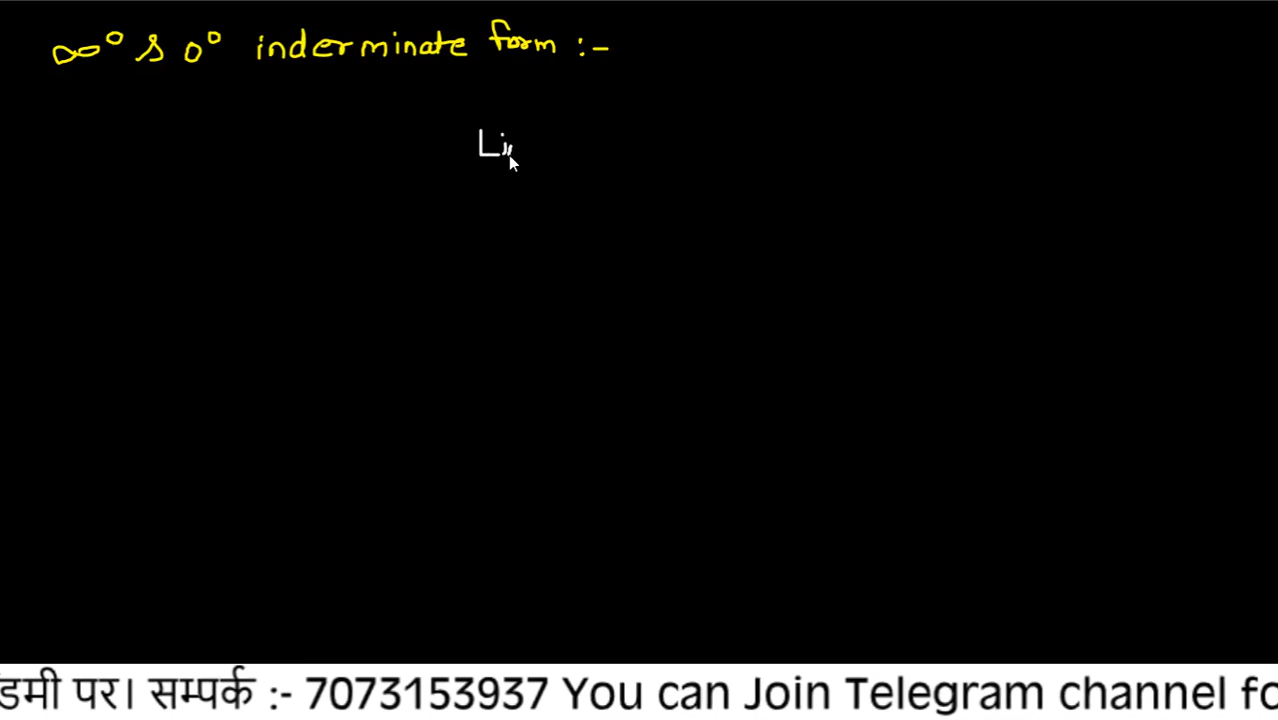 ∞° & 0° inderminate form :-
Li
डमी पर। सम्पर्क :- 7073153937 You can Join Telegram channel fo